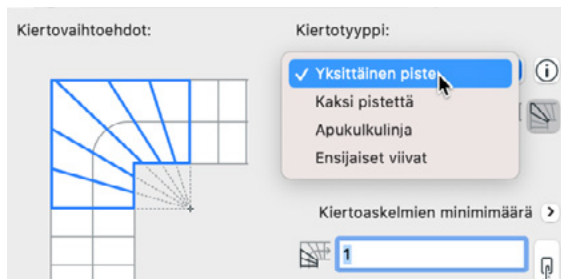 Kiertovaihtoehdot:
Kiertotyyppi:
✓ Yksittäinen piste
Kaksi pistettä
Apukulkulinja
Ensijaiset viivat
Kiertoaskelmien minimimäärä
1